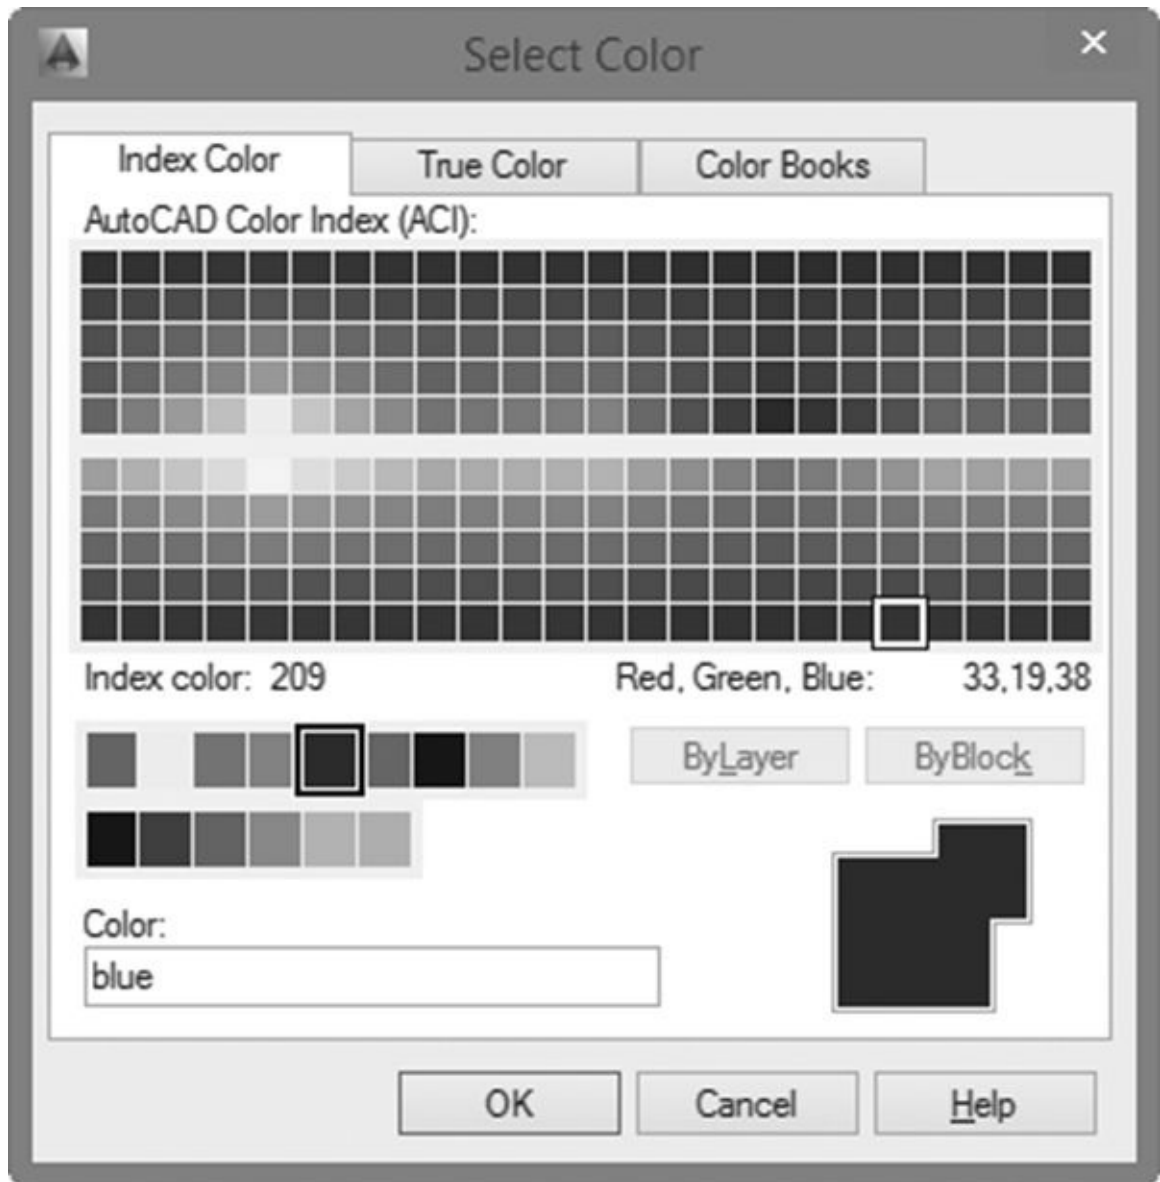 Select Color
Index Color True Color Color Books
AutoCAD Color Index (ACI):
Index color: 209 Red, Green, Blue: 33,19,38
ByLayer ByBlock
Color:
blue
OK Cancel Help